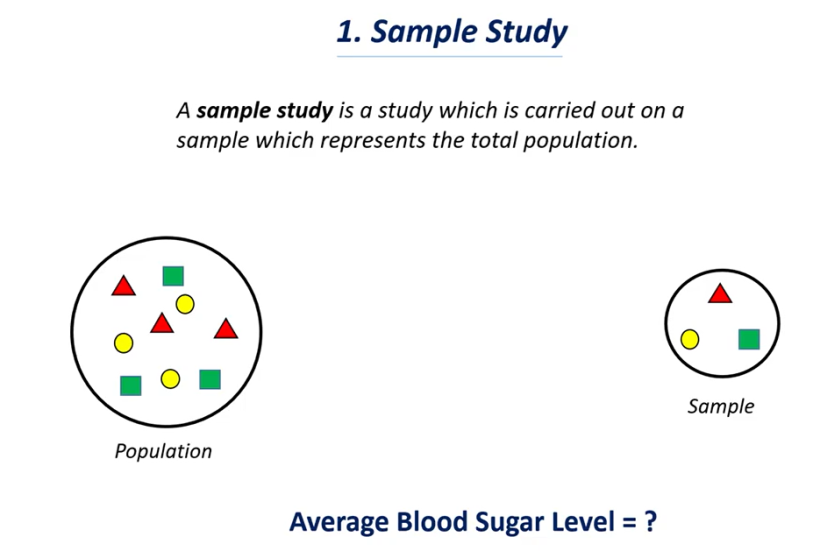 1. Sample Study
A sample study is a study which is carried out on a
sample which represents the total population.
Population
Sample
Average Blood Sugar Level = ?